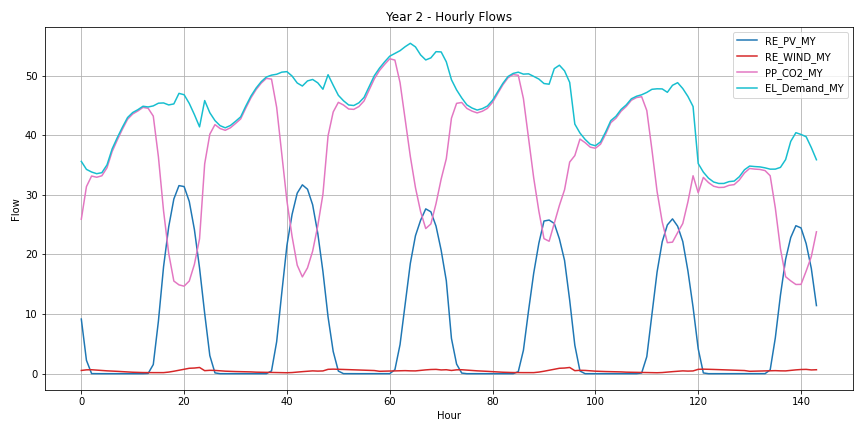 Year 2 - Hourly Flows
RE_PV_MY
RE_WIND_MY
PP_CO2_MY
EL_Demand_MY
Flow
50
40
30
20
10
0
0 20 40 60 80 100 120 140
Hour